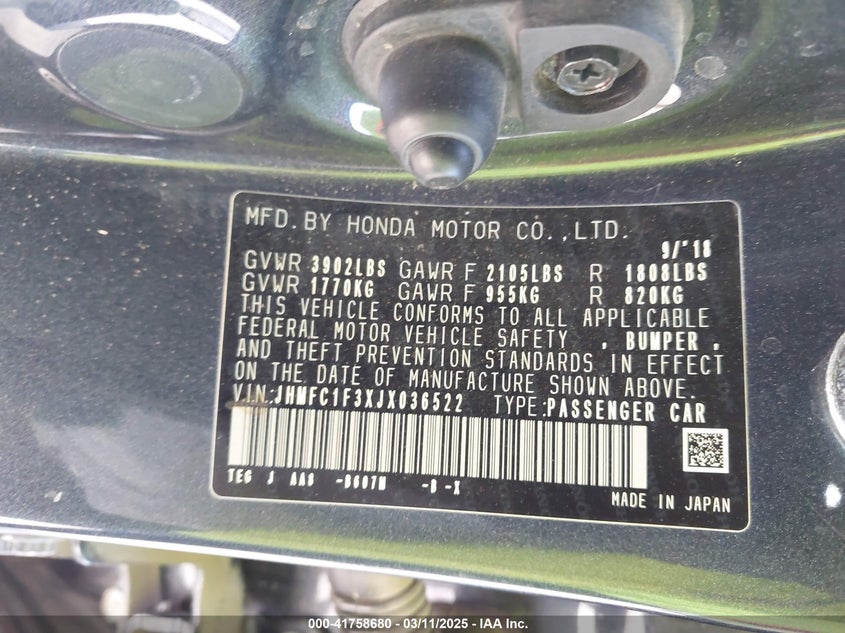 MFD. BY HONDA MOTOR CO., LTD. 9/'18
GVWR 3902LBS GAWR F 2105LBS R 1808LBS
GVWR 1770KG GAWR F 955KG R 820KG
THIS VEHICLE CONFORMS TO ALL APPLICABLE
FEDERAL MOTOR VEHICLE SAFETY , BUMPER ,
AND THEFT PREVENTION STANDARDS IN EFFECT
ON THE DATE OF MANUFACTURE SHOWN ABOVE.
VIN:JHMFC1F3XJX036522 TYPE:PASSENGER CAR
TEG J AA9 -B607M -B -X
MADE IN JAPAN
000-41758680 - 03/11/2025 - IAA Inc.